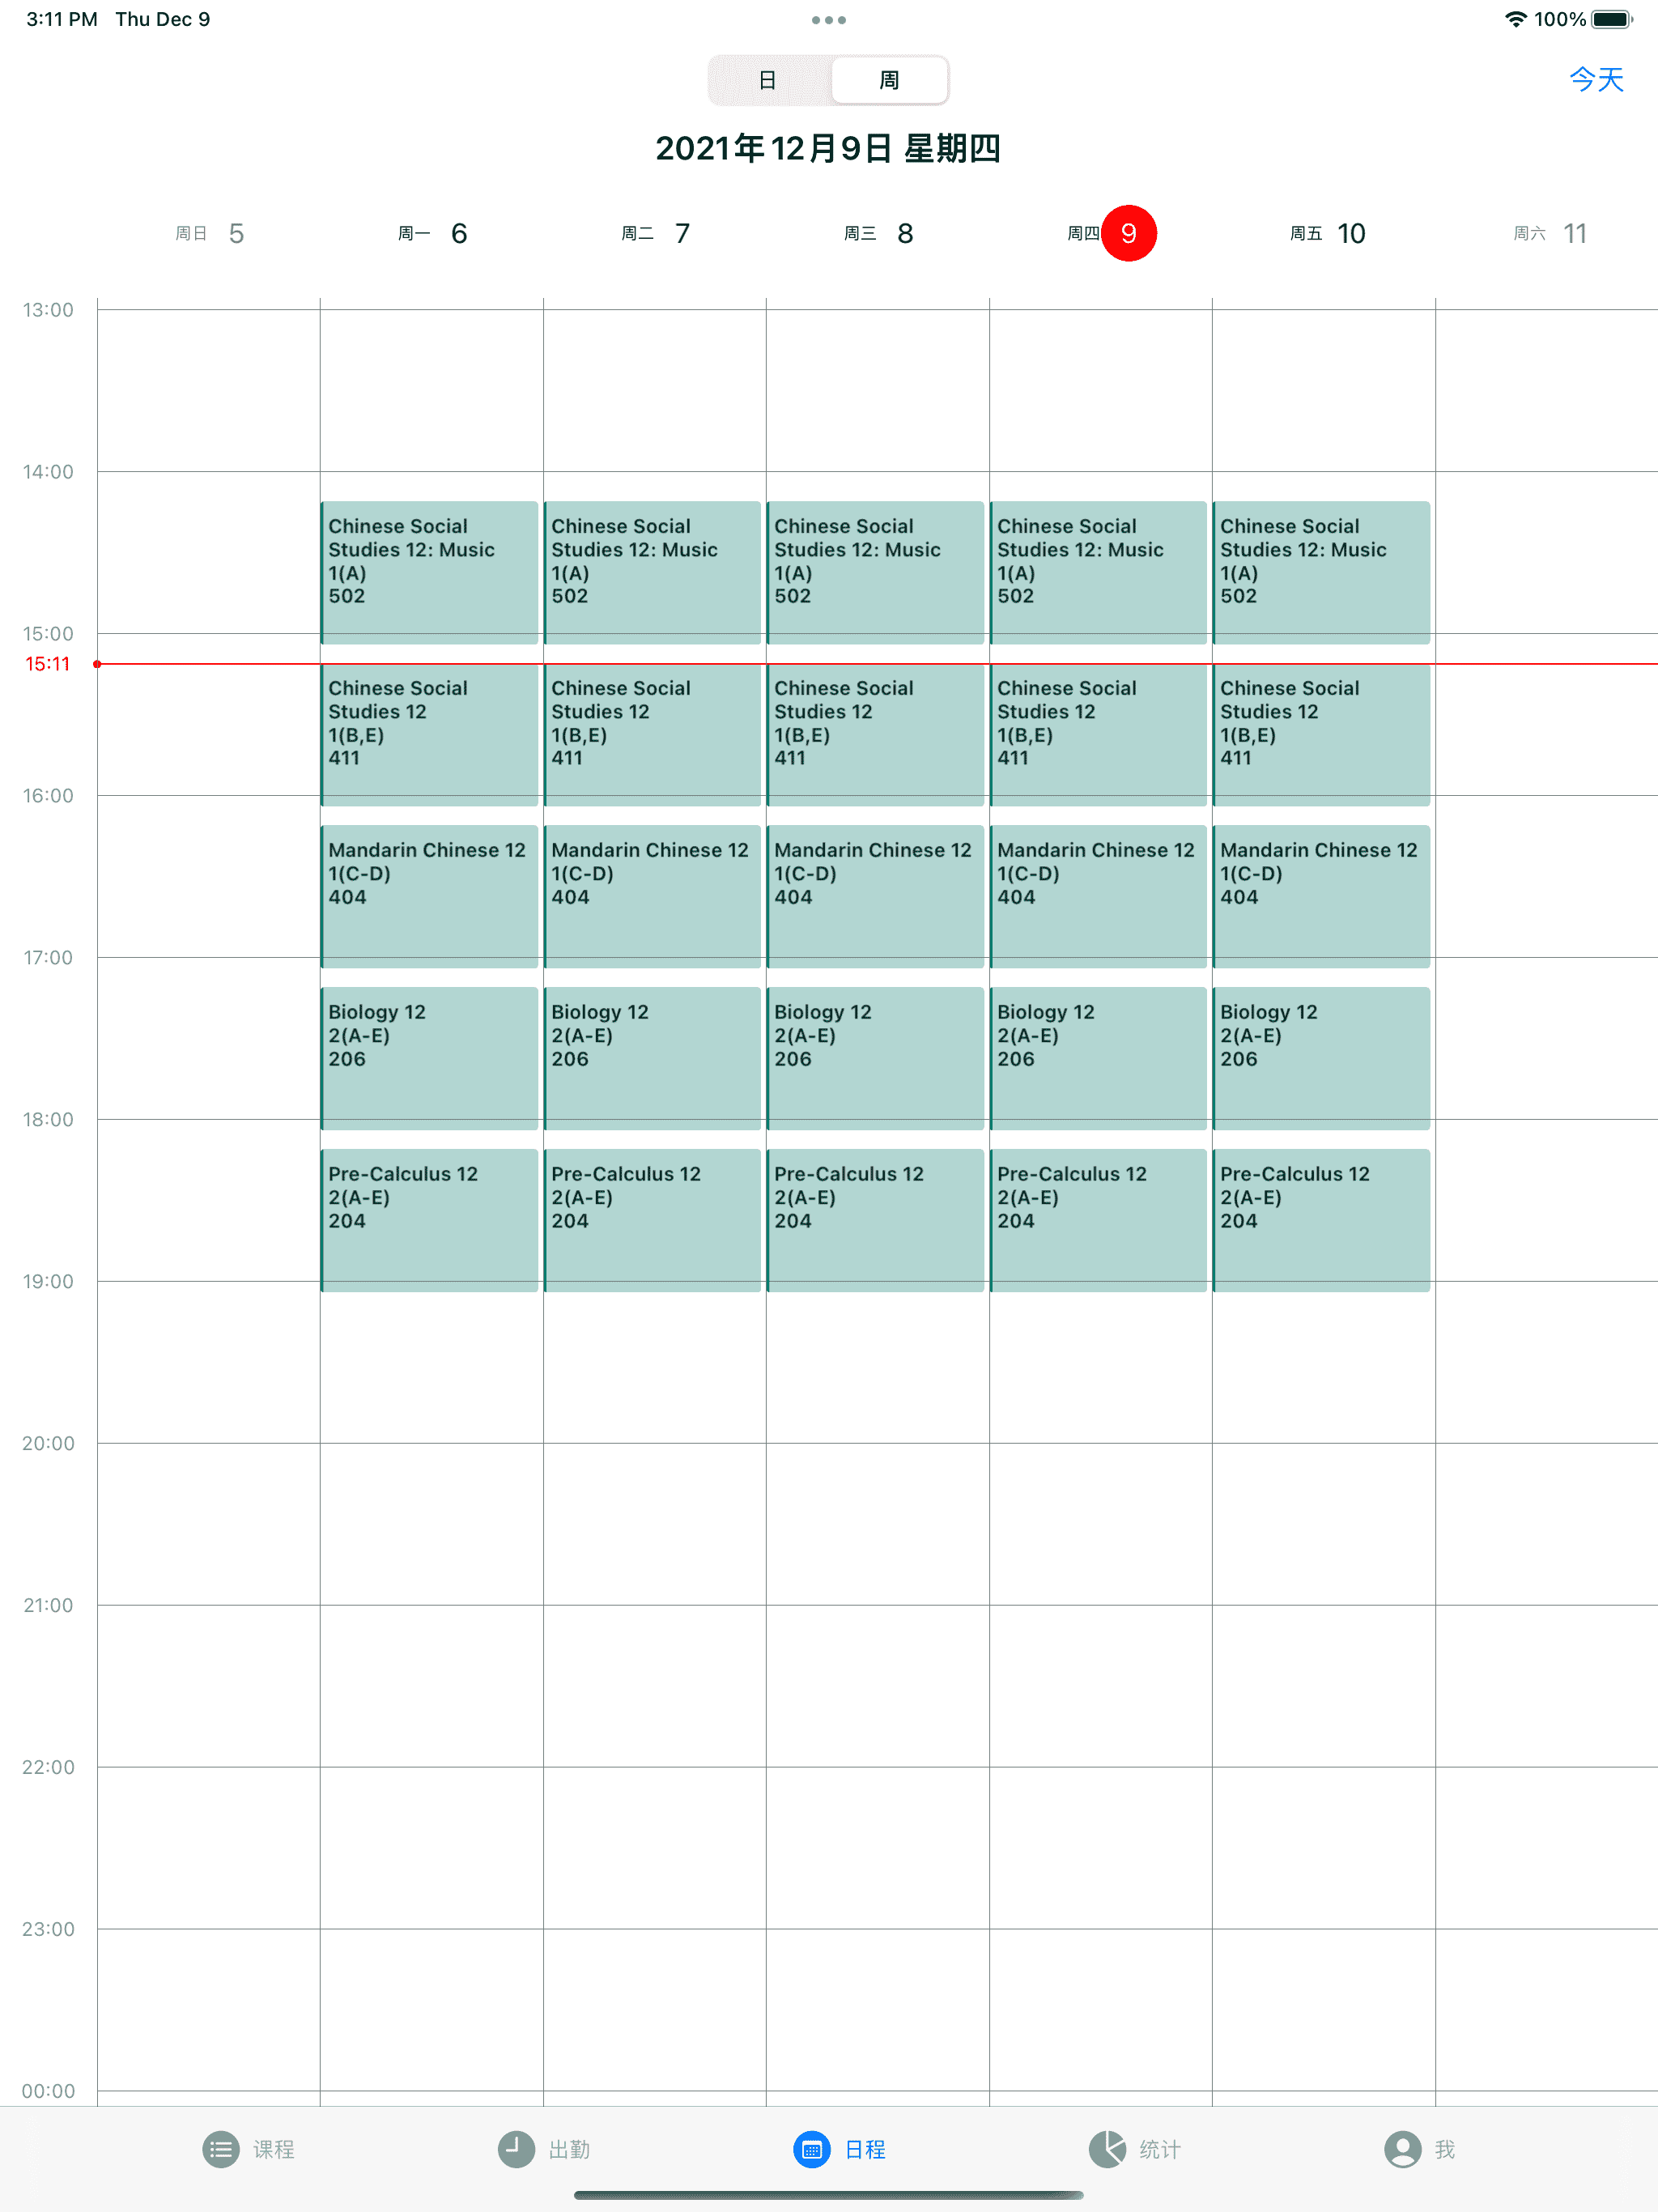 3:11 PM Thu Dec 9
100%
日 周
今天
2021年12月9日 星期四
周日 5 周一 6 周二 7 周三 8 周四 9 周五 10 周六 11
13:00
14:00
Chinese Social
Studies 12: Music
1(A)
502
Chinese Social
Studies 12: Music
1(A)
502
Chinese Social
Studies 12: Music
1(A)
502
Chinese Social
Studies 12: Music
1(A)
502
Chinese Social
Studies 12: Music
1(A)
502
15:00
15:11
Chinese Social
Studies 12
1(B,E)
411
Chinese Social
Studies 12
1(B,E)
411
Chinese Social
Studies 12
1(B,E)
411
Chinese Social
Studies 12
1(B,E)
411
Chinese Social
Studies 12
1(B,E)
411
16:00
Mandarin Chinese 12
1(C-D)
404
Mandarin Chinese 12
1(C-D)
404
Mandarin Chinese 12
1(C-D)
404
Mandarin Chinese 12
1(C-D)
404
Mandarin Chinese 12
1(C-D)
404
17:00
Biology 12
2(A-E)
206
Biology 12
2(A-E)
206
Biology 12
2(A-E)
206
Biology 12
2(A-E)
206
Biology 12
2(A-E)
206
18:00
Pre-Calculus 12
2(A-E)
204
Pre-Calculus 12
2(A-E)
204
Pre-Calculus 12
2(A-E)
204
Pre-Calculus 12
2(A-E)
204
Pre-Calculus 12
2(A-E)
204
19:00
20:00
21:00
22:00
23:00
00:00
课程 出勤 日程 统计 我